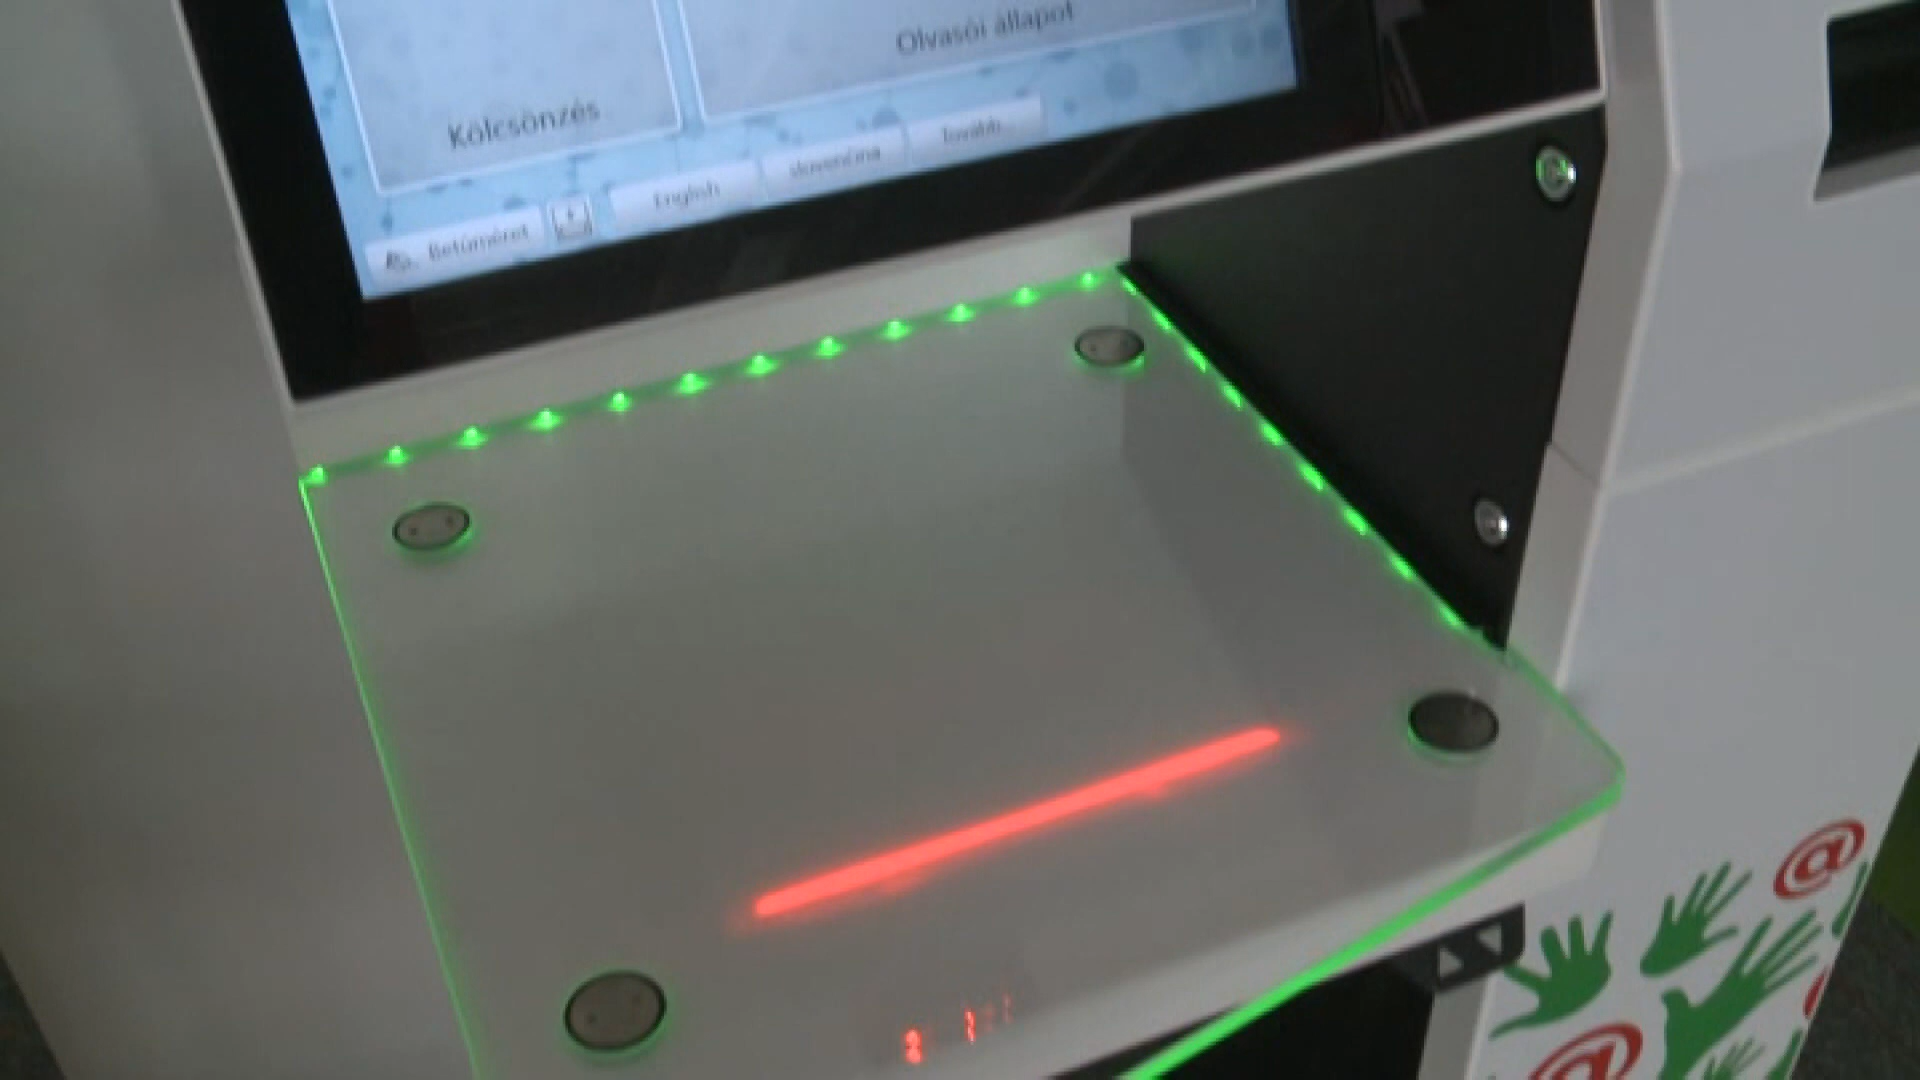 Olvasói állapot
Kölcsönzés
Betűméret
English
slovenčina
Tovább...
@
@